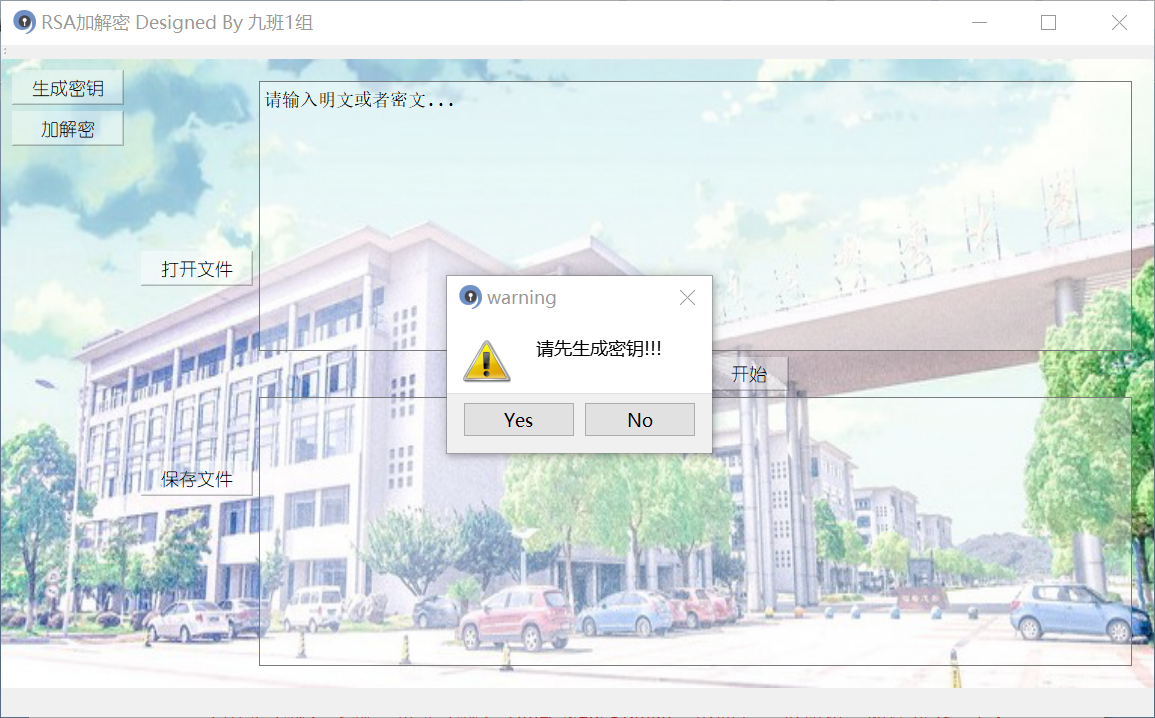 RSA加解密 Designed By 九班1组
生成密钥
加解密
请输入明文或者密文...
打开文件
warning
请先生成密钥!!!
Yes
No
开始
保存文件